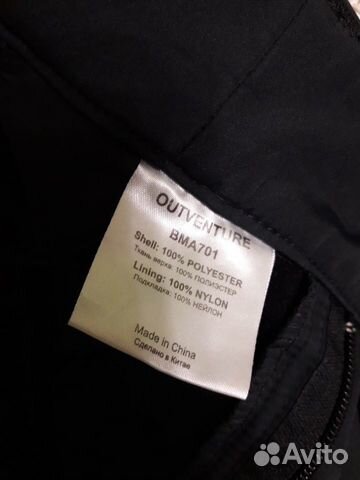 OUTVENTURE
BMA701
Shell: 100% POLYESTER
Ткань верха: 100% ПОЛИЭСТЕР
Lining: 100% NYLON
Подкладка: 100% НЕЙЛОН
Made in China
Сделано в Китае
Avito